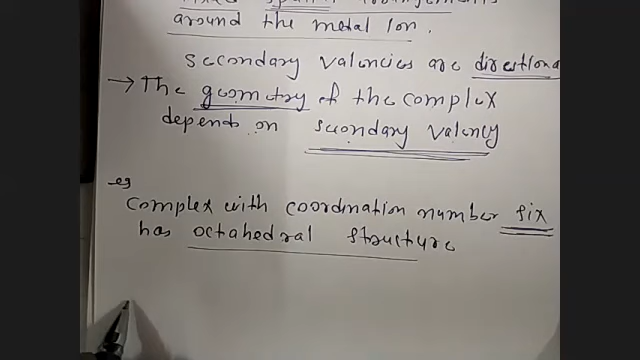 around the metal ion.
secondary valencies are directiona
→ The geometry of the complex
depends on secondary valency
eg
complex with coordination number six
has octahedral structure